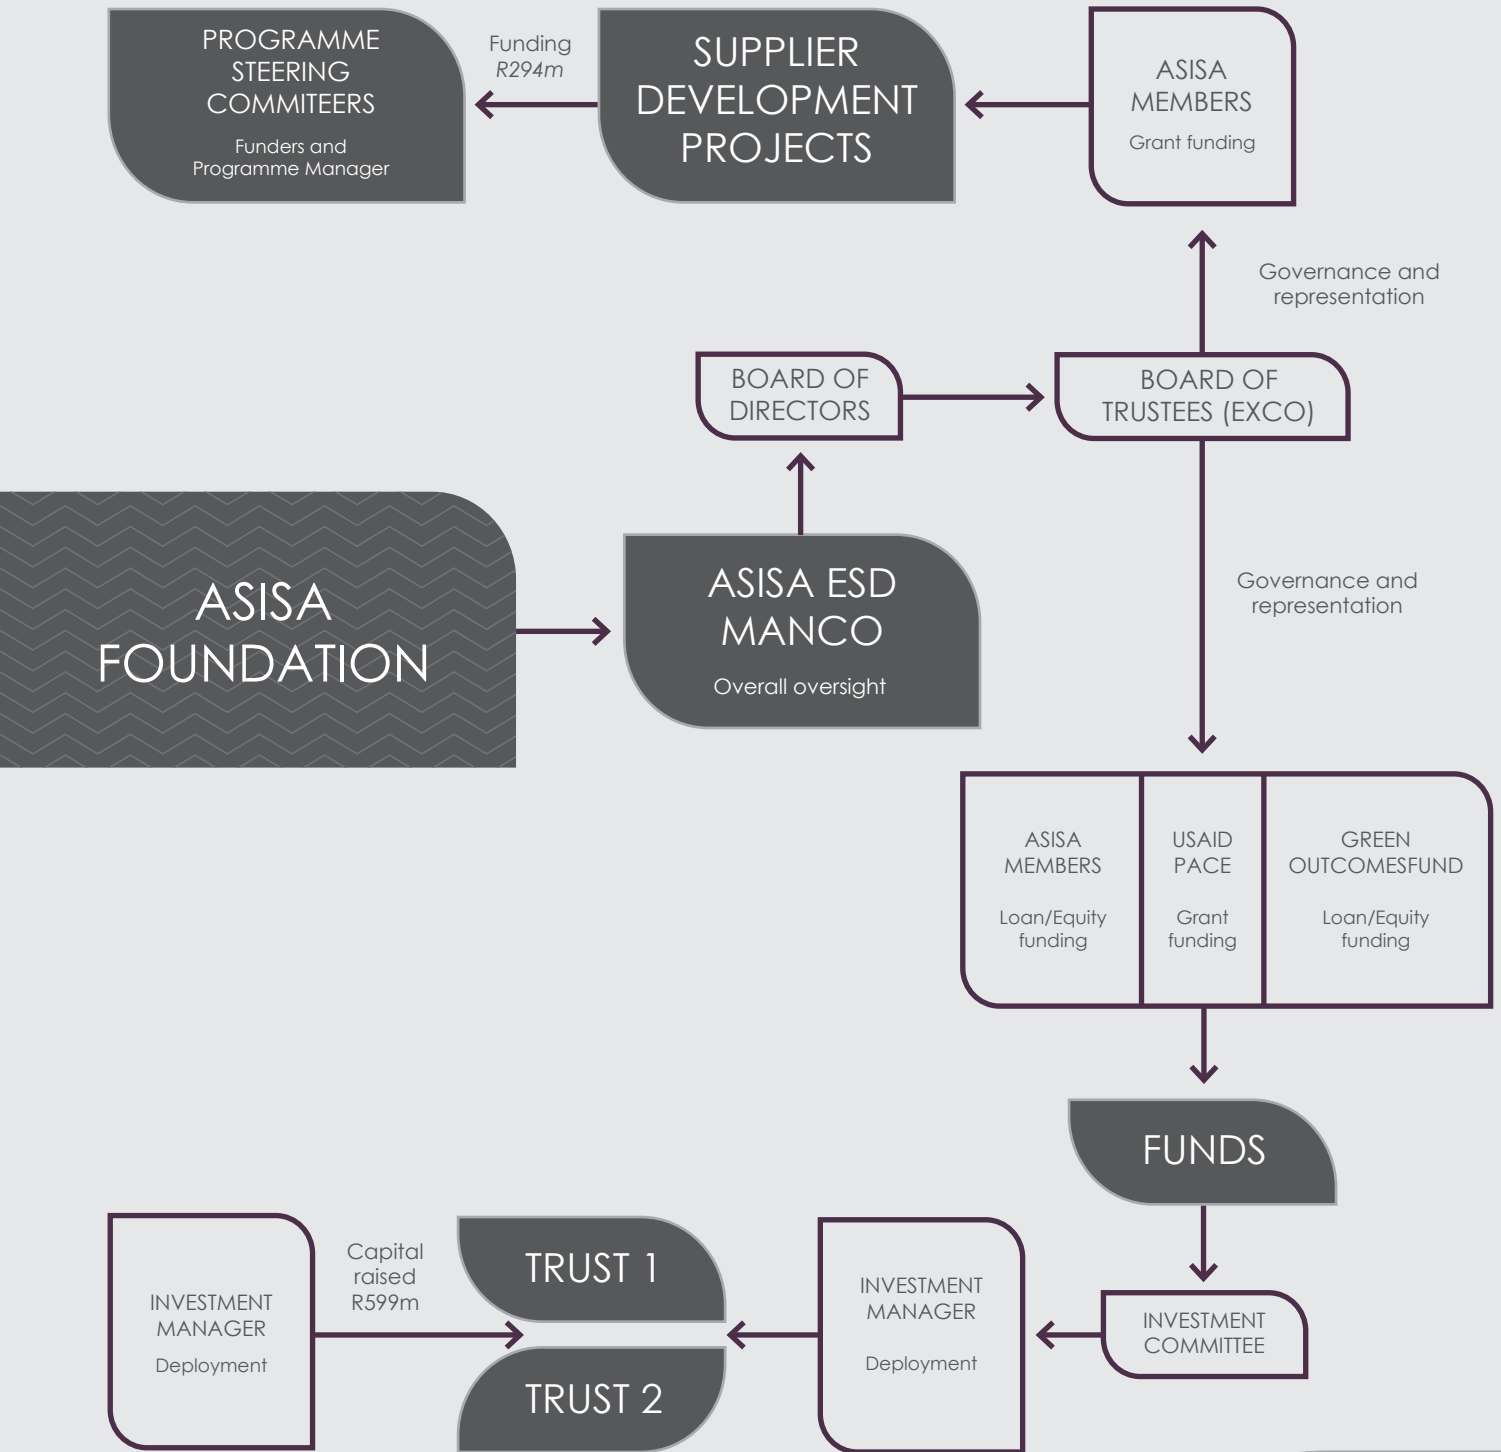 PROGRAMME
STEERING
COMMITEERS
Funders and
Programme Manager
Funding
R294m
SUPPLIER
DEVELOPMENT
PROJECTS
ASISA
MEMBERS
Grant funding
Governance and
representation
BOARD OF
DIRECTORS
BOARD OF
TRUSTEES (EXCO)
ASISA
FOUNDATION
ASISA ESD
MANCO
Overall oversight
Governance and
representation
ASISA
MEMBERS
Loan/Equity
funding
USAID
PACE
Grant
funding
GREEN
OUTCOMESFUND
Loan/Equity
funding
FUNDS
INVESTMENT
MANAGER
Deployment
Capital
raised
R599m
TRUST 1
TRUST 2
INVESTMENT
MANAGER
Deployment
INVESTMENT
COMMITTEE